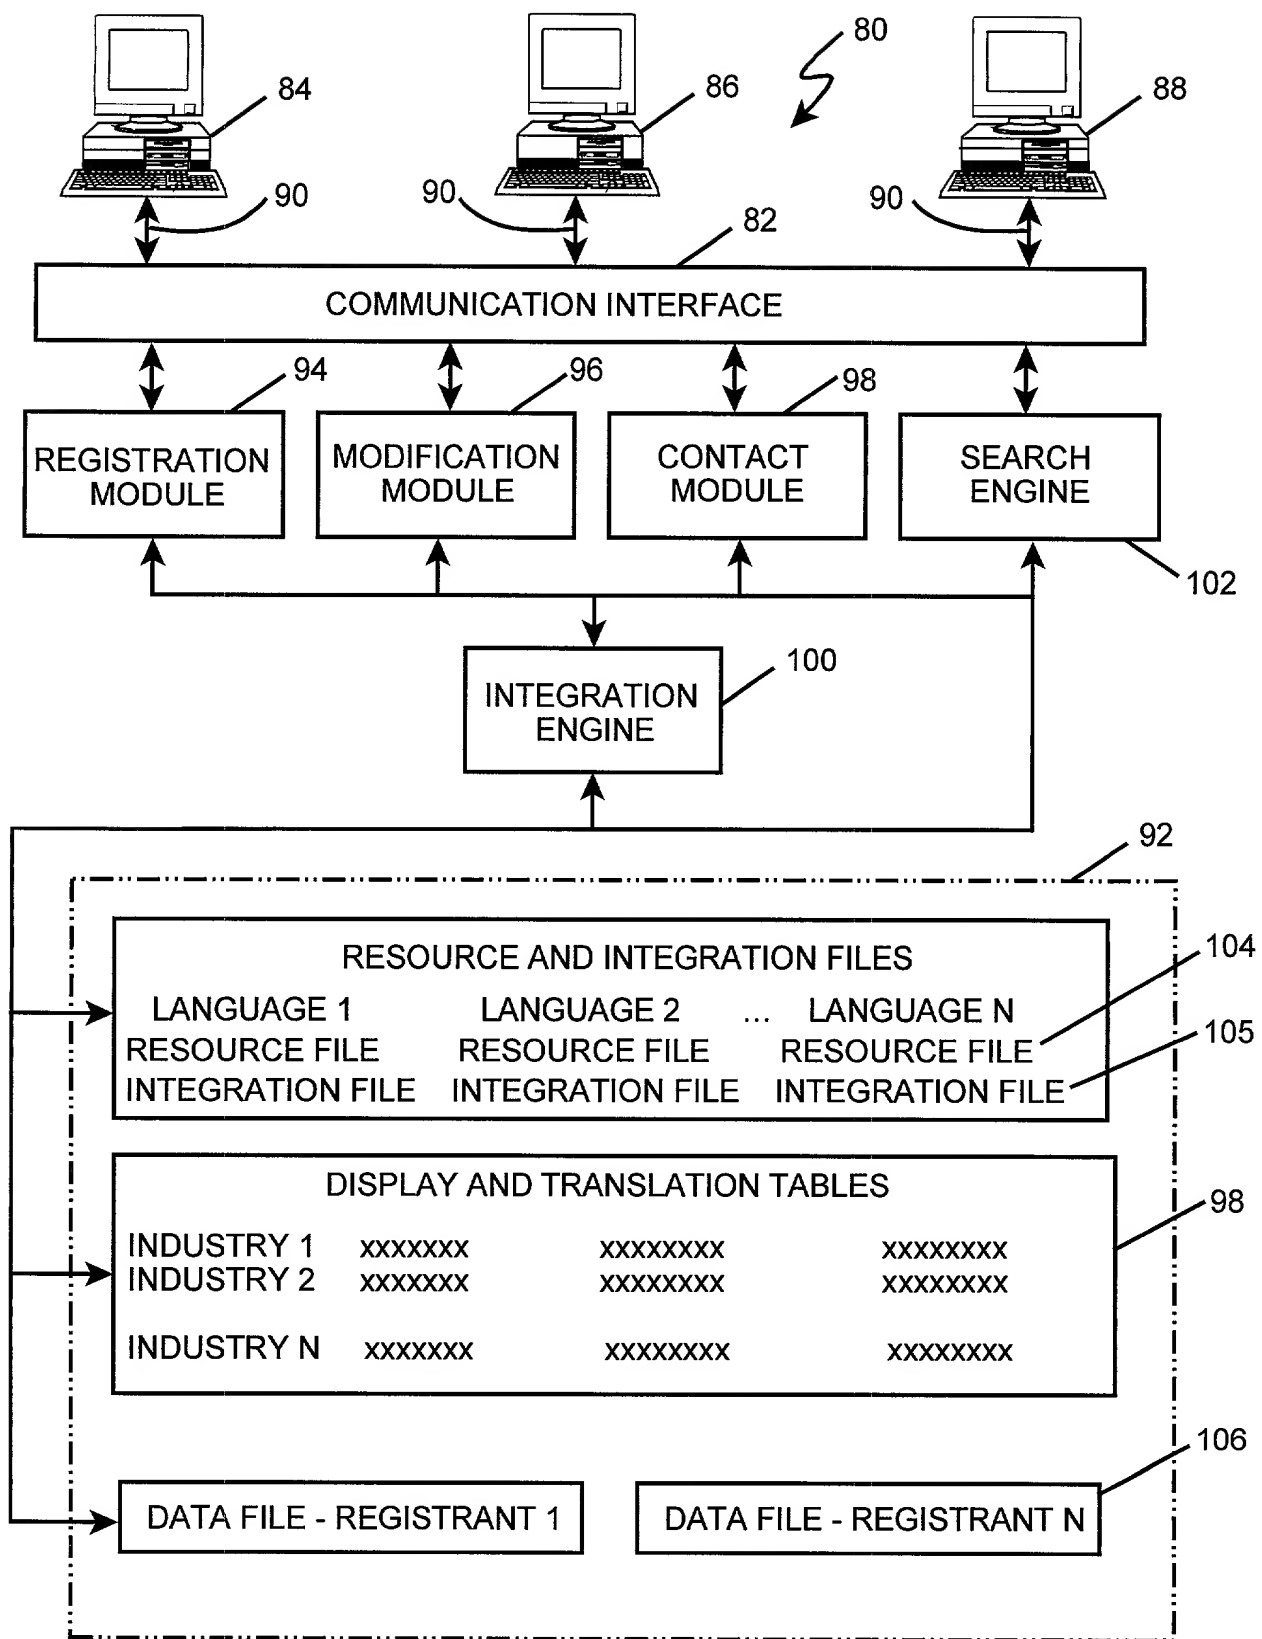 80
84
86
88
90
90
90
82
COMMUNICATION INTERFACE
94
96
98
REGISTRATION
MODULE
MODIFICATION
MODULE
CONTACT
MODULE
SEARCH
ENGINE
102
100
INTEGRATION
ENGINE
92
RESOURCE AND INTEGRATION FILES
104
LANGUAGE 1 LANGUAGE 2 ... LANGUAGE N
105
RESOURCE FILE RESOURCE FILE RESOURCE FILE
INTEGRATION FILE INTEGRATION FILE INTEGRATION FILE
DISPLAY AND TRANSLATION TABLES
98
INDUSTRY 1 xxxxxxx xxxxxxxx xxxxxxxx
INDUSTRY 2 xxxxxxx xxxxxxxx xxxxxxxx
INDUSTRY N xxxxxxx xxxxxxxx xxxxxxxx
106
DATA FILE - REGISTRANT 1 DATA FILE - REGISTRANT N